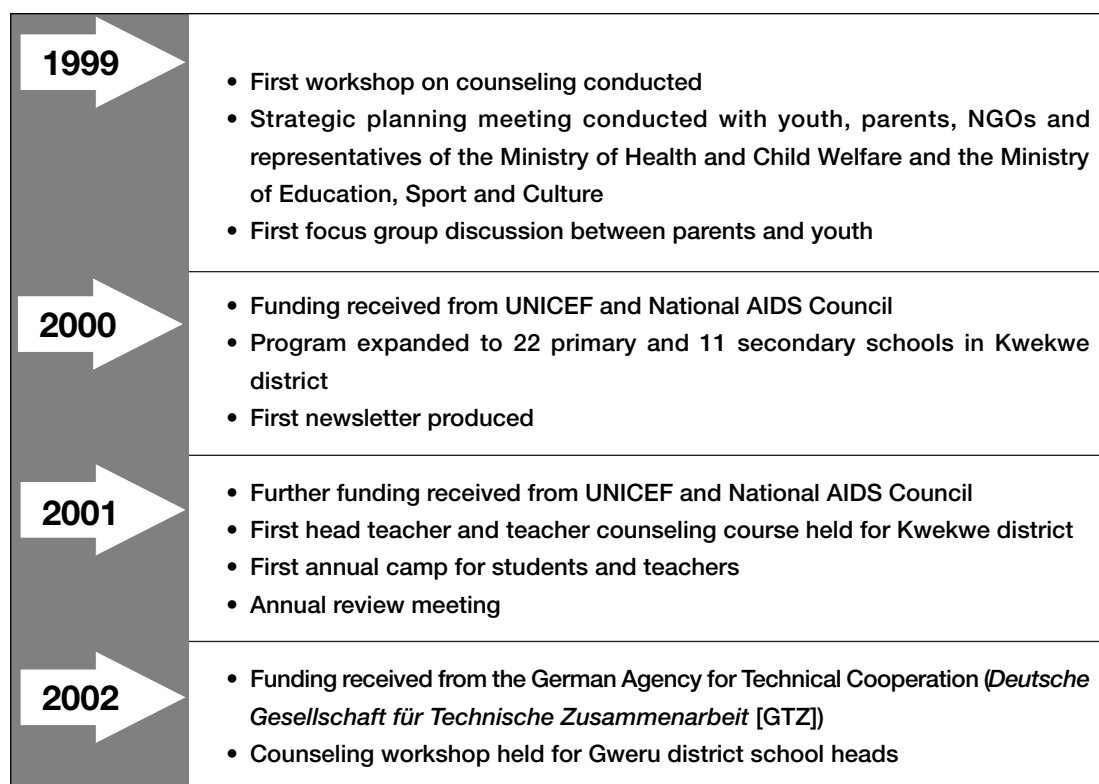 1999
• First workshop on counseling conducted
• Strategic planning meeting conducted with youth, parents, NGOs and
representatives of the Ministry of Health and Child Welfare and the Ministry
of Education, Sport and Culture
• First focus group discussion between parents and youth
2000
• Funding received from UNICEF and National AIDS Council
• Program expanded to 22 primary and 11 secondary schools in Kwekwe
district
• First newsletter produced
2001
• Further funding received from UNICEF and National AIDS Council
• First head teacher and teacher counseling course held for Kwekwe district
• First annual camp for students and teachers
• Annual review meeting
2002
• Funding received from the German Agency for Technical Cooperation (Deutsche
Gesellschaft für Technische Zusammenarbeit [GTZ])
• Counseling workshop held for Gweru district school heads